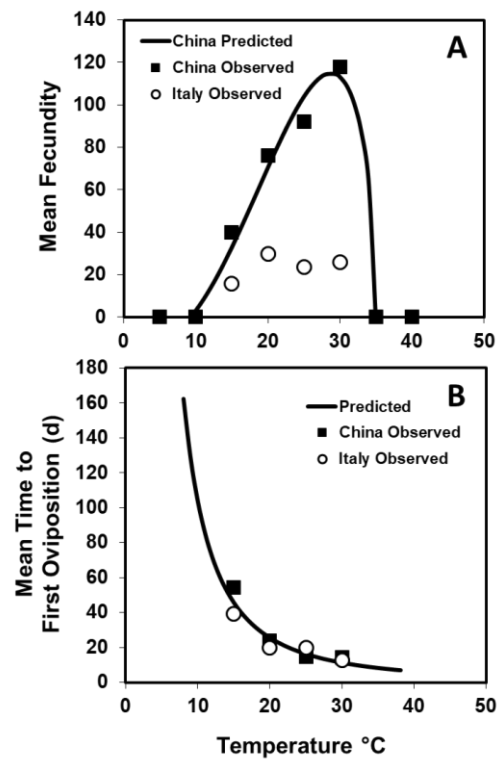 A
China Predicted
China Observed
Italy Observed
Mean Fecundity
140
120
100
80
60
40
20
0
0 10 20 30 40 50
B
Predicted
China Observed
Italy Observed
Mean Time to
First Oviposition (d)
180
160
140
120
100
80
60
40
20
0
0 10 20 30 40 50
Temperature °C